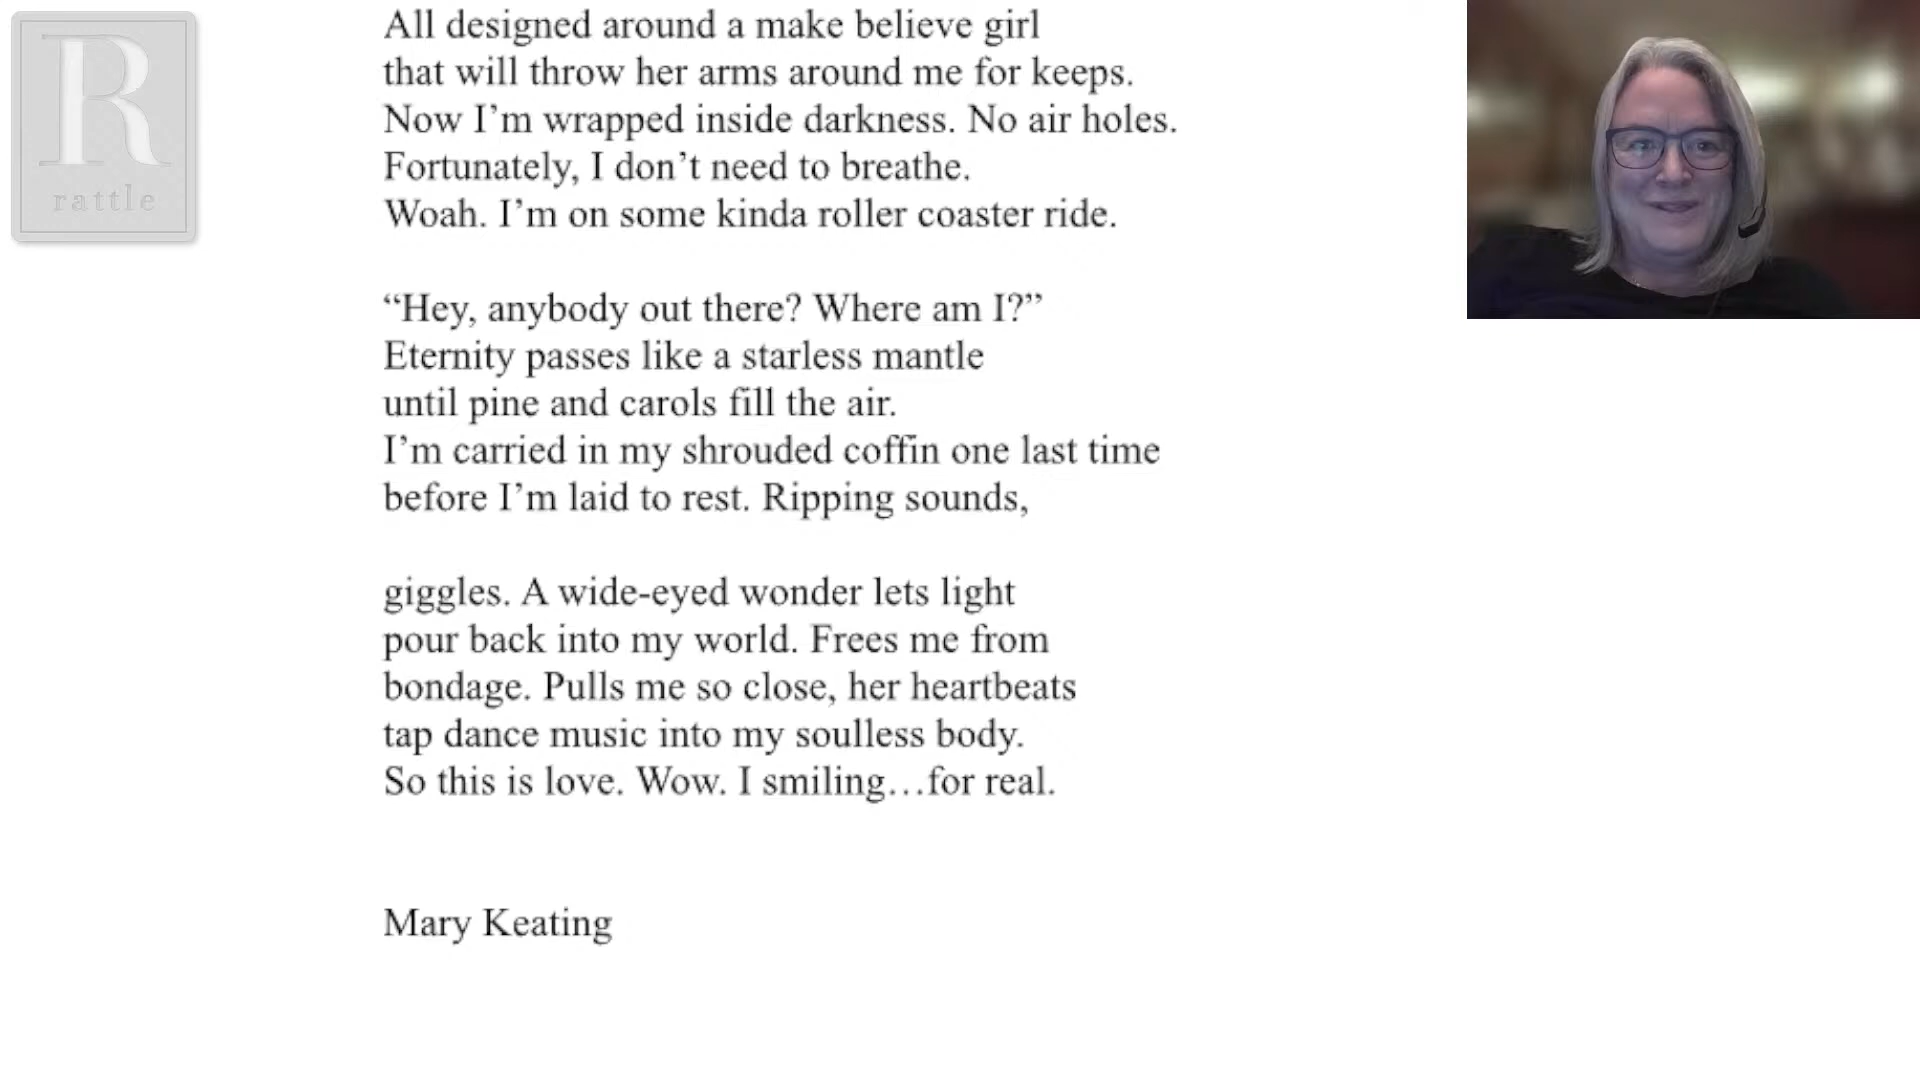 R
rattle
All designed around a make believe girl
that will throw her arms around me for keeps.
Now I’m wrapped inside darkness. No air holes.
Fortunately, I don’t need to breathe.
Woah. I’m on some kinda roller coaster ride.
“Hey, anybody out there? Where am I?”
Eternity passes like a starless mantle
until pine and carols fill the air.
I’m carried in my shrouded coffin one last time
before I’m laid to rest. Ripping sounds,
giggles. A wide-eyed wonder lets light
pour back into my world. Frees me from
bondage. Pulls me so close, her heartbeats
tap dance music into my soulless body.
So this is love. Wow. I smiling…for real.
Mary Keating